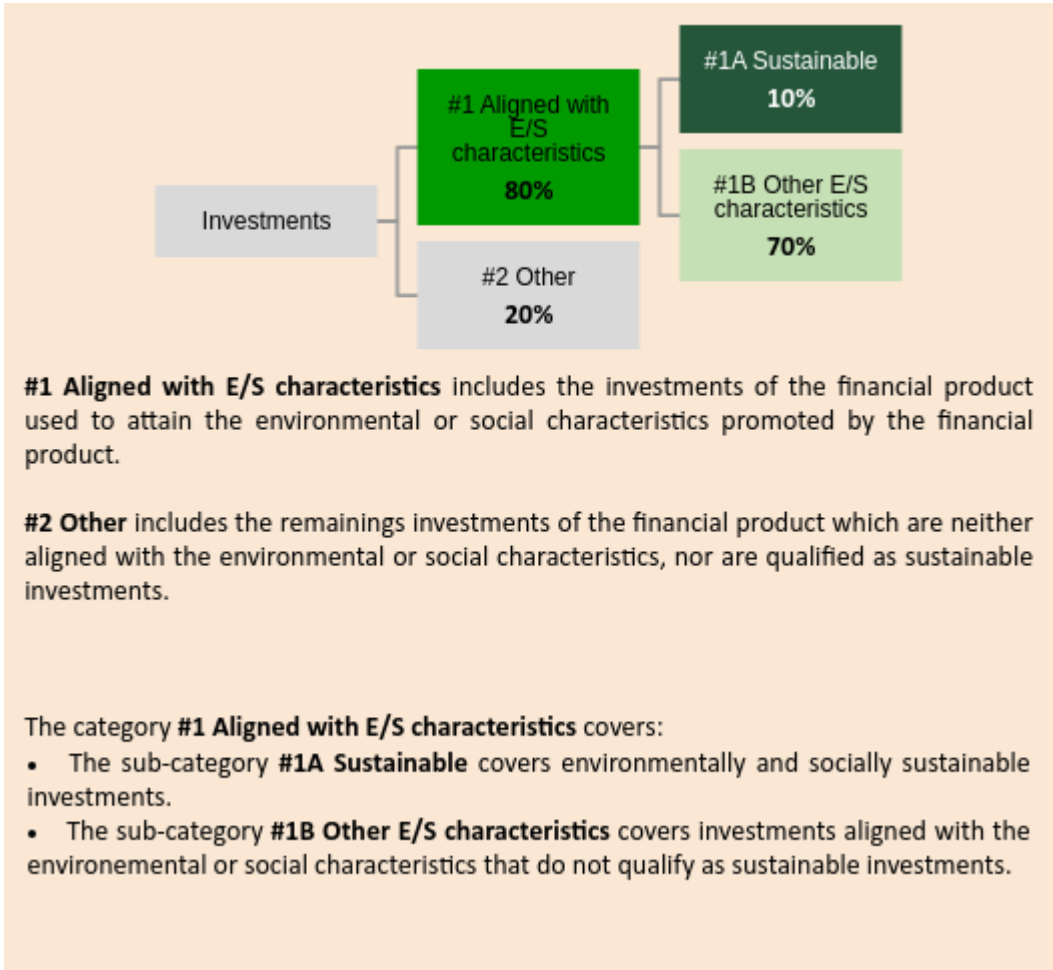 #1A Sustainable
10%
#1 Aligned with
E/S
characteristics
80%
#1B Other E/S
characteristics
70%
Investments
#2 Other
20%
#1 Aligned with E/S characteristics includes the investments of the financial product
used to attain the environmental or social characteristics promoted by the financial
product.
#2 Other includes the remainings investments of the financial product which are neither
aligned with the environmental or social characteristics, nor are qualified as sustainable
investments.
The category #1 Aligned with E/S characteristics covers:
• The sub-category #1A Sustainable covers environmentally and socially sustainable
investments.
• The sub-category #1B Other E/S characteristics covers investments aligned with the
environemental or social characteristics that do not qualify as sustainable investments.